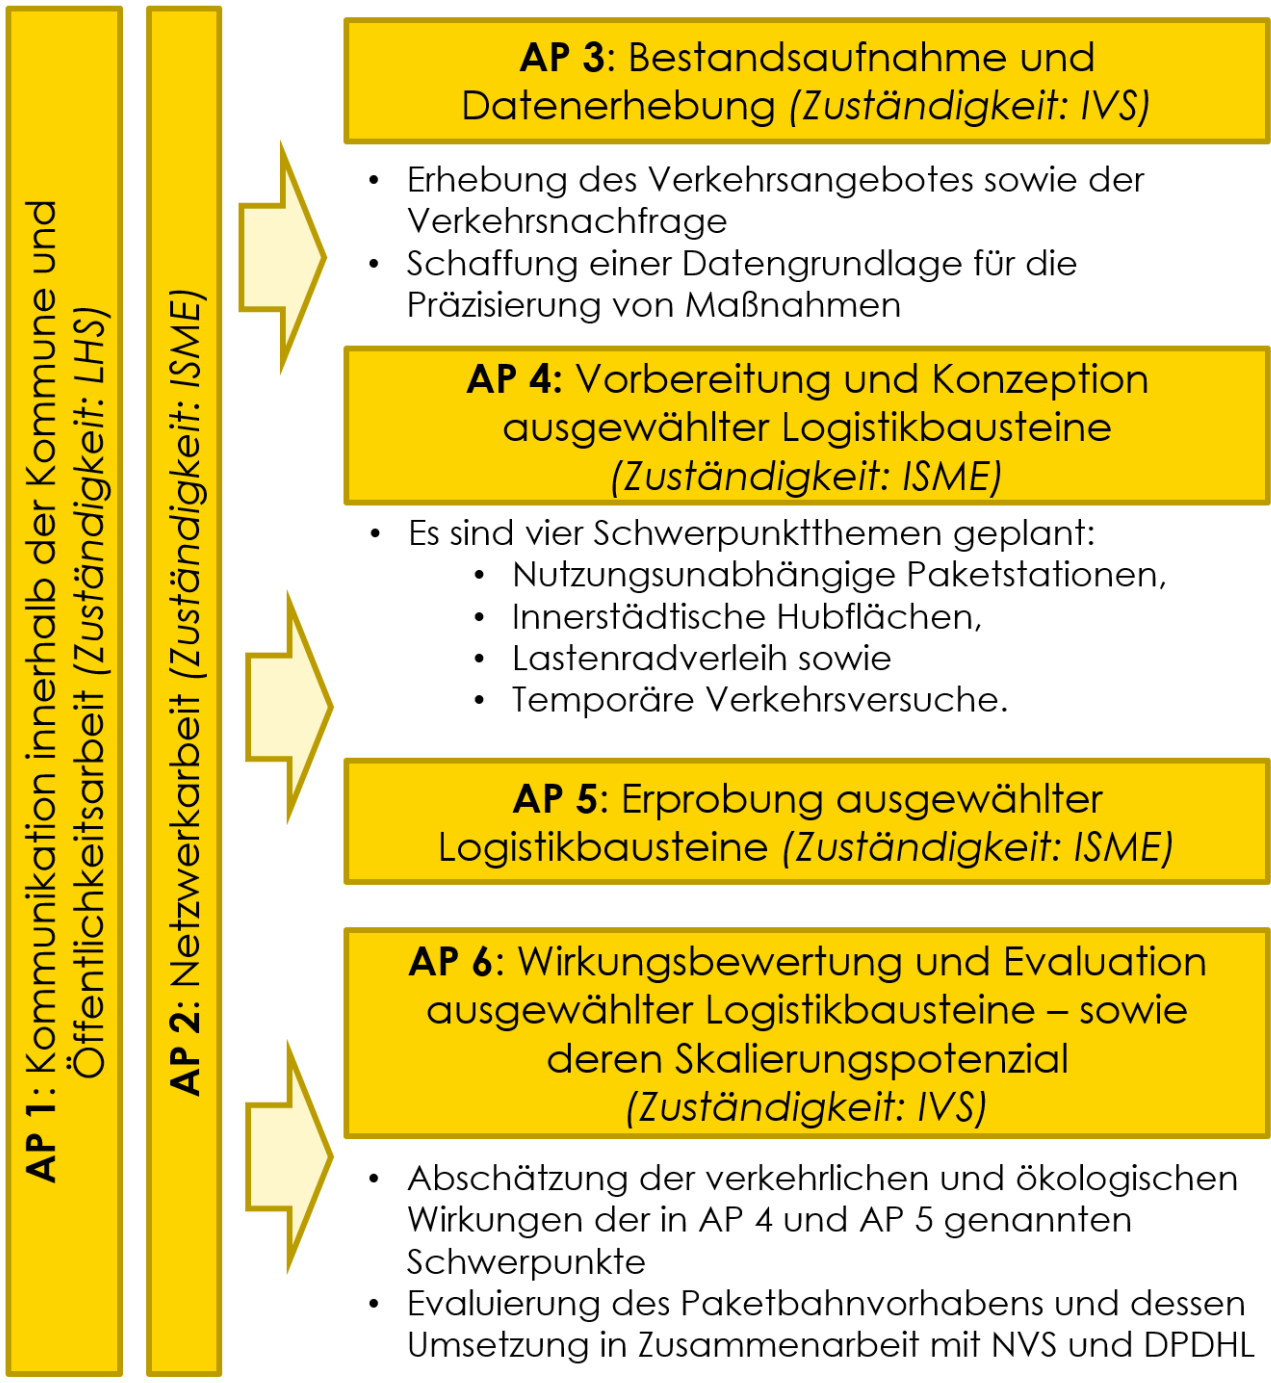 AP 1: Kommunikation innerhalb der Kommune und
Öffentlichkeitsarbeit (Zuständigkeit: LHS)
AP 2: Netzwerkarbeit (Zuständigkeit: ISME)
AP 3: Bestandsaufnahme und
Datenerhebung (Zuständigkeit: IVS)
• Erhebung des Verkehrsangebotes sowie der
Verkehrsnachfrage
• Schaffung einer Datengrundlage für die
Präzisierung von Maßnahmen
AP 4: Vorbereitung und Konzeption
ausgewählter Logistikbausteine
(Zuständigkeit: ISME)
• Es sind vier Schwerpunktthemen geplant:
• Nutzungsunabhängige Paketstationen,
• Innerstädtische Hubflächen,
• Lastenradverleih sowie
• Temporäre Verkehrsversuche.
AP 5: Erprobung ausgewählter
Logistikbausteine (Zuständigkeit: ISME)
AP 6: Wirkungsbewertung und Evaluation
ausgewählter Logistikbausteine – sowie
deren Skalierungspotenzial
(Zuständigkeit: IVS)
• Abschätzung der verkehrlichen und ökologischen
Wirkungen der in AP 4 und AP 5 genannten
Schwerpunkte
• Evaluierung des Paketbahnvorhabens und dessen
Umsetzung in Zusammenarbeit mit NVS und DPDHL